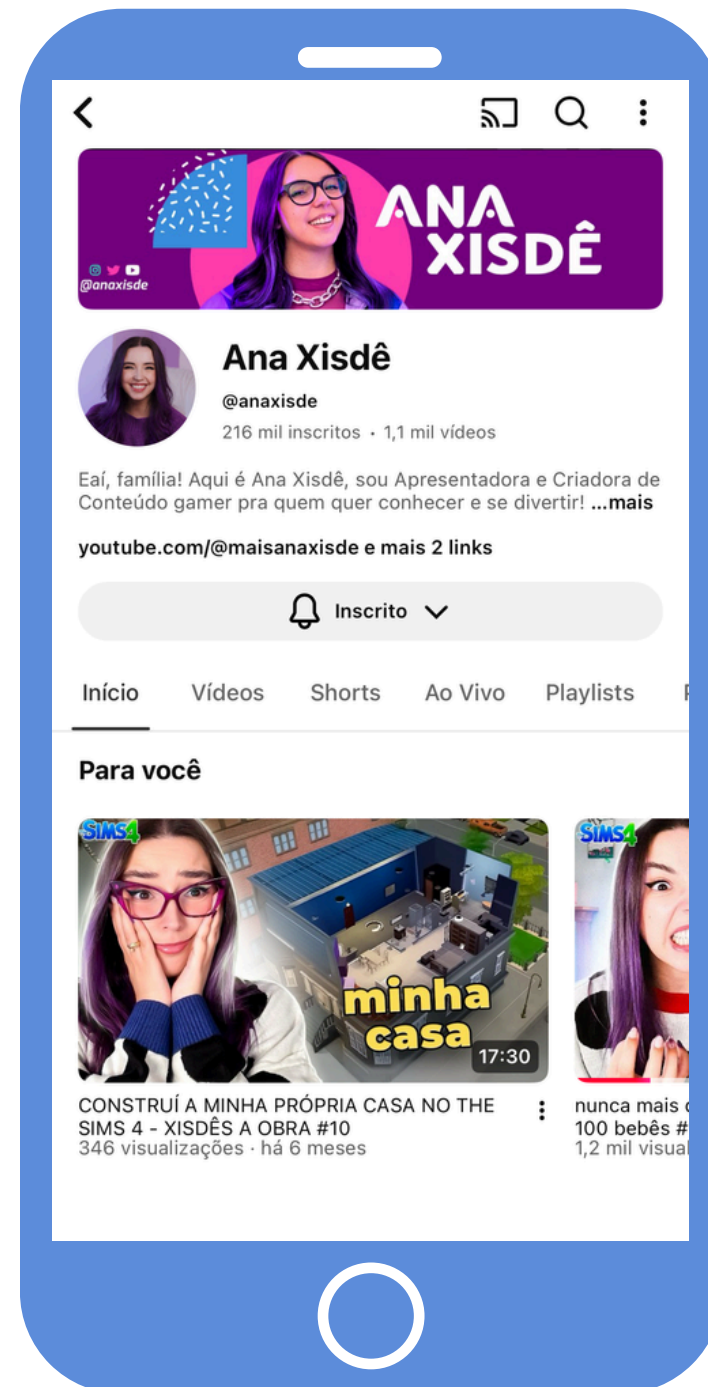 ANA
XISDÊ
@anaxisde
Ana Xisdê
@anaxisde
216 mil inscritos · 1,1 mil vídeos
Eaí, família! Aqui é Ana Xisdê, sou Apresentadora e Criadora de
Conteúdo gamer pra quem quer conhecer e se divertir! ...mais
youtube.com/@maisanaxisde e mais 2 links
Inscrito
Início Vídeos Shorts Ao Vivo Playlists
Para você
SIMS4
minha
casa
17:30
CONSTRUÍ A MINHA PRÓPRIA CASA NO THE
SIMS 4 - XISDÊS A OBRA #10
346 visualizações · há 6 meses
SIMS4
nunca mais
100 bebês #
1,2 mil